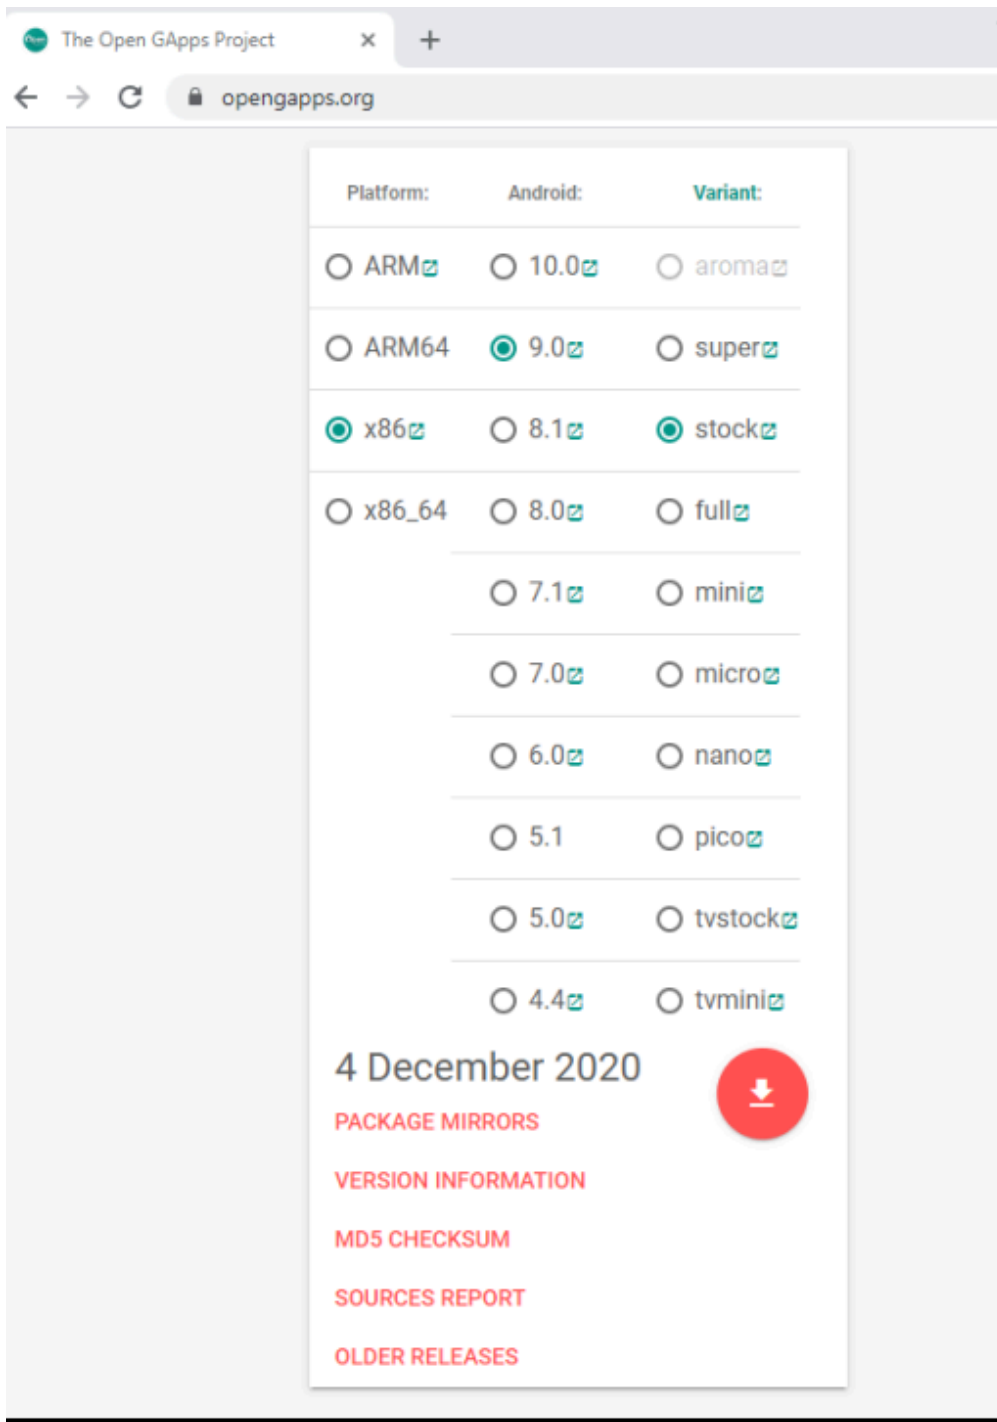 The Open GApps Project
opengapps.org
Platform: Android: Variant:
ARM 10.0 aroma
ARM64 9.0 super
x86 8.1 stock
x86_64 8.0 full
7.1 mini
7.0 micro
6.0 nano
5.1 pico
5.0 tvstock
4.4 tvmini
4 December 2020
PACKAGE MIRRORS
VERSION INFORMATION
MD5 CHECKSUM
SOURCES REPORT
OLDER RELEASES